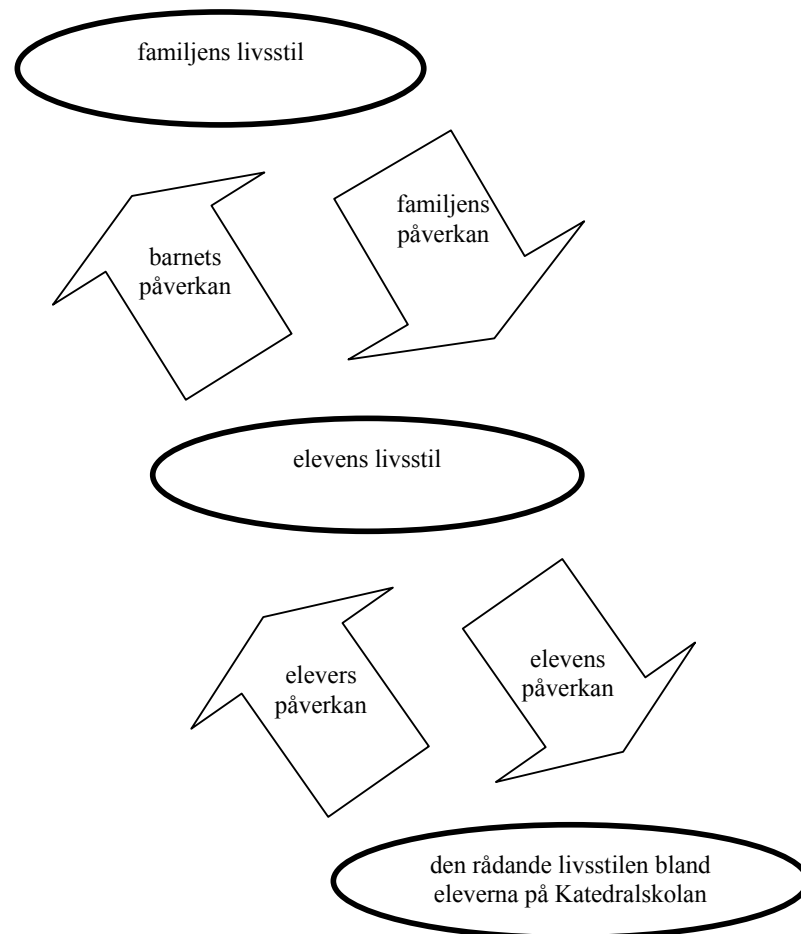 familjens livsstil
familjens
påverkan
barnets
påverkan
elevens livsstil
elevers
påverkan
elevens
påverkan
den rådande livsstilen bland
eleverna på Katedralskolan